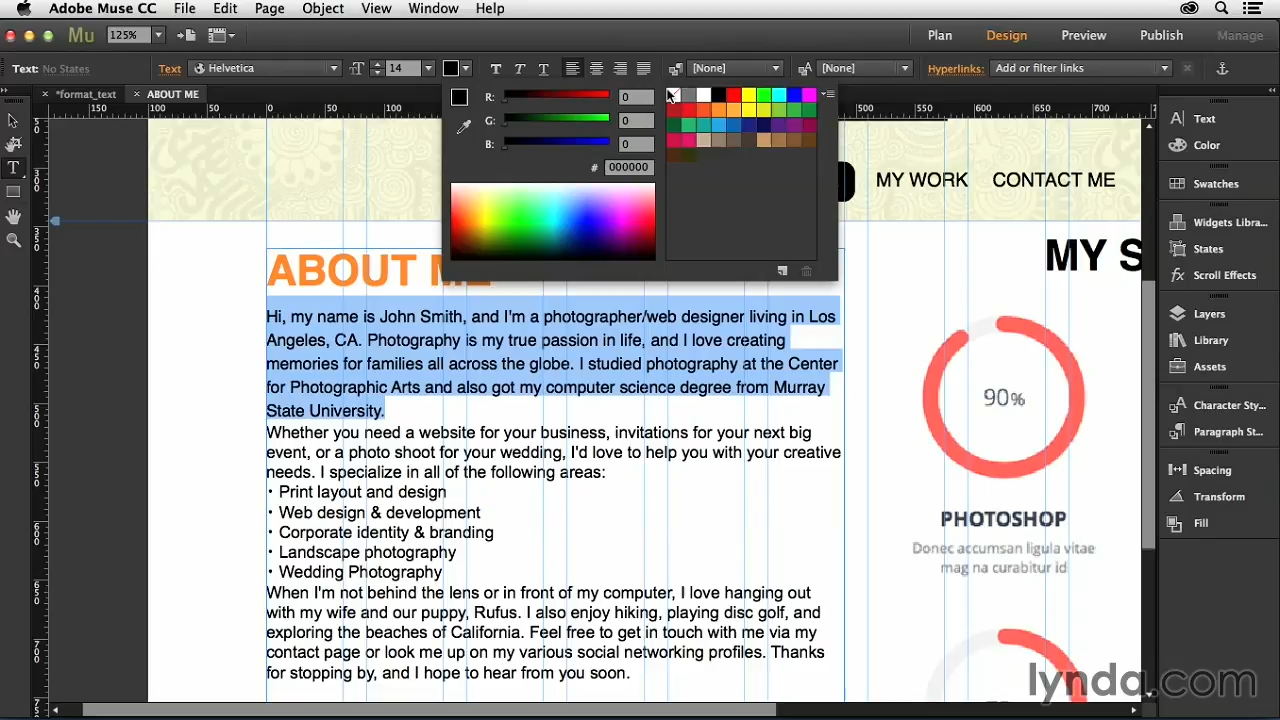 Adobe Muse CC File Edit Page Object View Window Help
Mu 125% Plan Design Preview Publish Manage
Text: No States Text Helvetica 14 T T T [None] [None] Hyperlinks: Add or filter links
× *format_text × ABOUT ME
150 100 50 0 50 100 500 550 600 650 700
R: 0
G: 0
B: 0
# 000000
Text
Color
Swatches
Widgets Libra...
States
Scroll Effects
Layers
Library
Assets
Character Sty...
Paragraph St...
Spacing
Transform
Fill
MY WORK CONTACT ME
ABOUT ME
MY S
Hi, my name is John Smith, and I'm a photographer/web designer living in Los
Angeles, CA. Photography is my true passion in life, and I love creating
memories for families all across the globe. I studied photography at the Center
for Photographic Arts and also got my computer science degree from Murray
State University.
Whether you need a website for your business, invitations for your next big
event, or a photo shoot for your wedding, I'd love to help you with your creative
needs. I specialize in all of the following areas:
• Print layout and design
• Web design & development
• Corporate identity & branding
• Landscape photography
• Wedding Photography
When I'm not behind the lens or in front of my computer, I love hanging out
with my wife and our puppy, Rufus. I also enjoy hiking, playing disc golf, and
exploring the beaches of California. Feel free to get in touch with me via my
contact page or look me up on my various social networking profiles. Thanks
for stopping by, and I hope to hear from you soon.
90%
PHOTOSHOP
Donec accumsan ligula vitae
mag na curabitur id
lynda.com